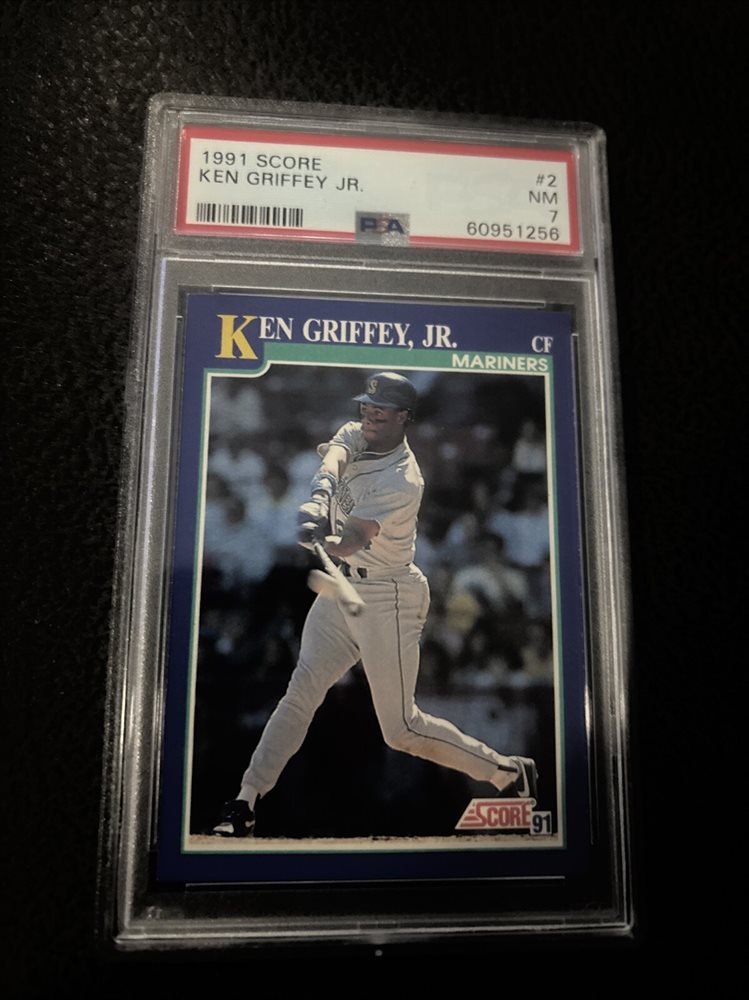 1991 SCORE #2
KEN GRIFFEY JR. NM
7
PSA 60951256
KEN GRIFFEY, JR. CF
MARINERS
S
SCORE
91